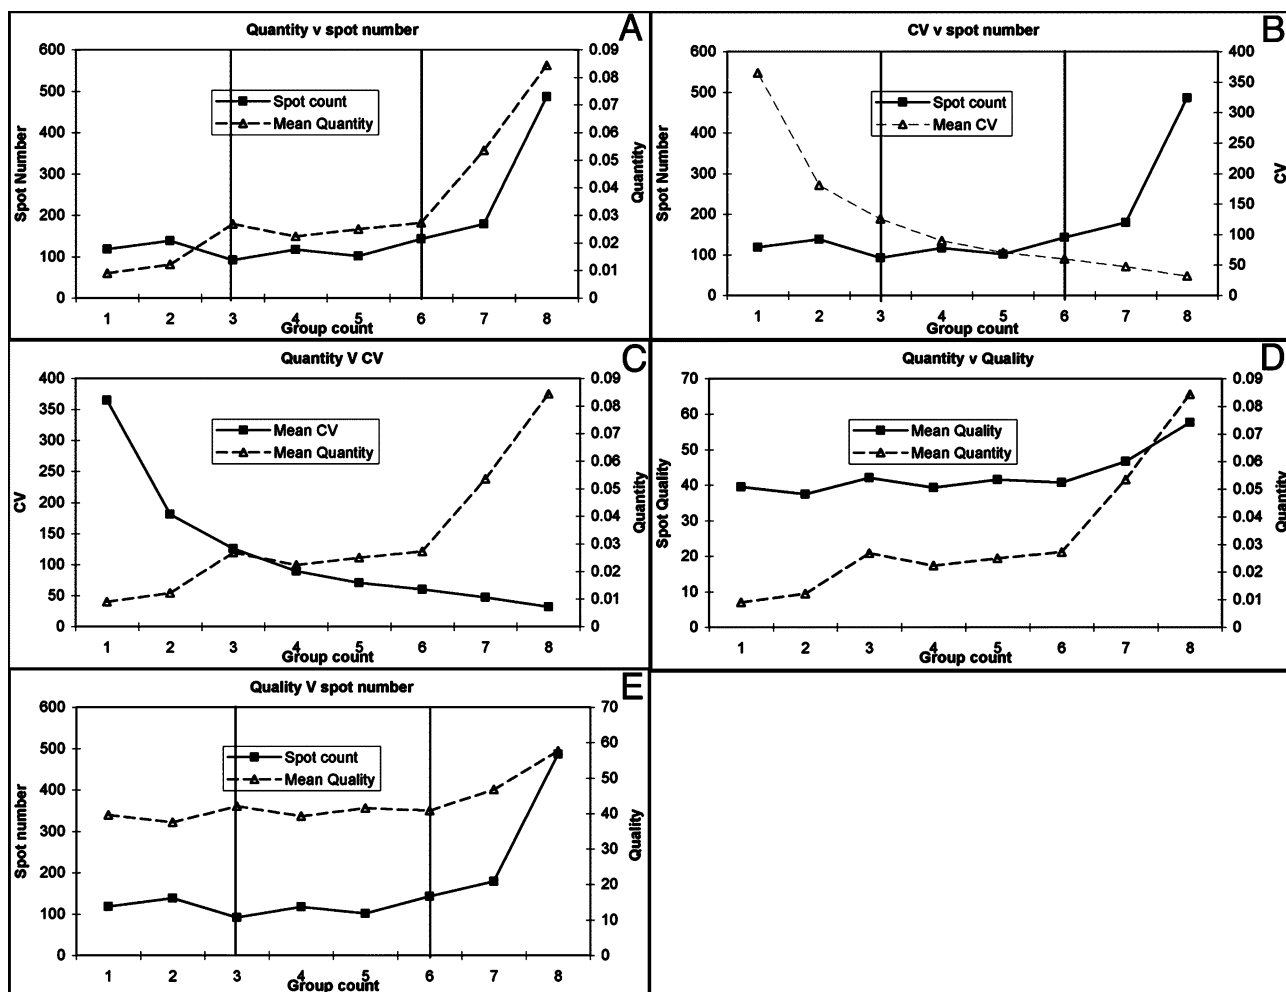 Quantity v spot number
A
600
500
400
300
200
100
0
Spot Number
Spot count
Mean Quantity
0.09
0.08
0.07
0.06
0.05
0.04
0.03
0.02
0.01
0
Quantity
1 2 3 4 5 6 7 8
Group count
CV v spot number
B
600
500
400
300
200
100
0
Spot Number
Spot count
Mean CV
400
350
300
250
200
150
100
50
0
CV
1 2 3 4 5 6 7 8
Group count
Quantity V CV
C
400
350
300
250
200
150
100
50
0
CV
Mean CV
Mean Quantity
0.09
0.08
0.07
0.06
0.05
0.04
0.03
0.02
0.01
0
Quantity
1 2 3 4 5 6 7 8
Group count
Quantity v Quality
D
70
60
50
40
30
20
10
0
Spot Quality
Mean Quality
Mean Quantity
0.09
0.08
0.07
0.06
0.05
0.04
0.03
0.02
0.01
0
Quantity
1 2 3 4 5 6 7 8
Group count
Quality V spot number
E
600
500
400
300
200
100
0
Spot number
Spot count
Mean Quality
70
60
50
40
30
20
10
0
Quality
1 2 3 4 5 6 7 8
Group count